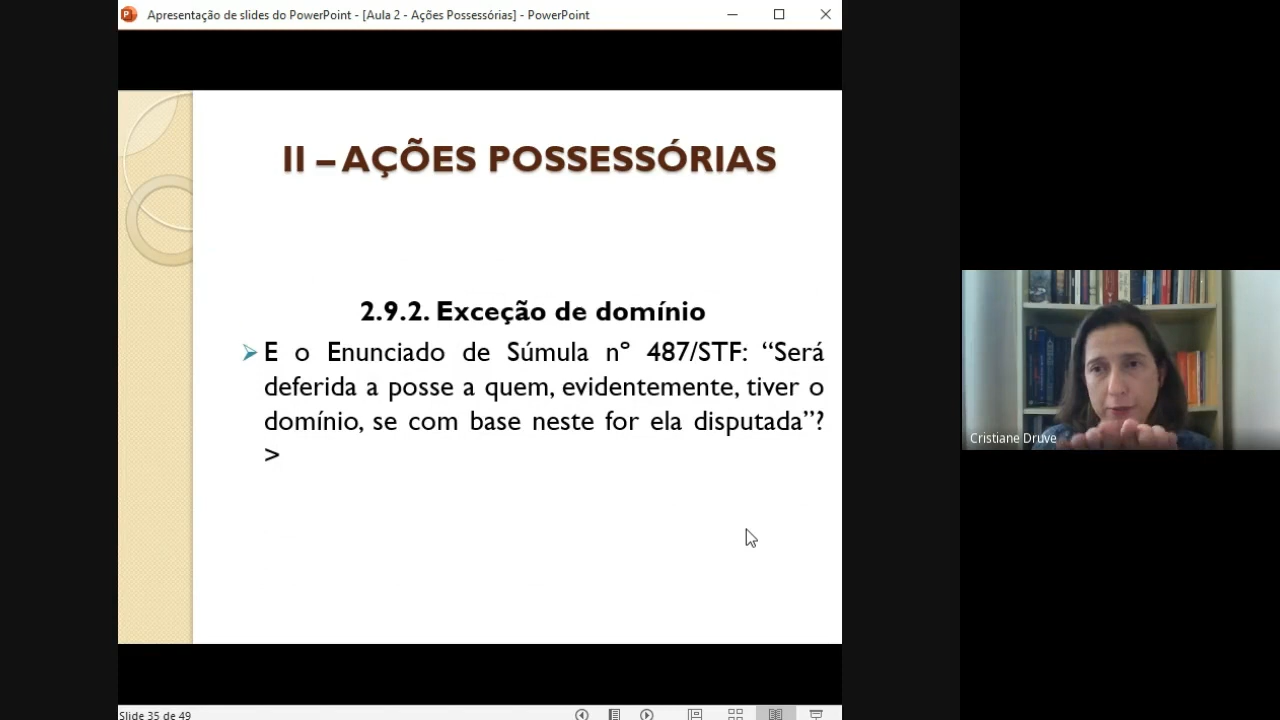 Apresentação de slides do PowerPoint - [Aula 2 - Ações Possessórias] - PowerPoint
II – AÇÕES POSSESSÓRIAS
2.9.2. Exceção de domínio
E o Enunciado de Súmula nº 487/STF: “Será
deferida a posse a quem, evidentemente, tiver o
domínio, se com base neste for ela disputada”?
>
Cristiane Druve
Slide 35 de 49